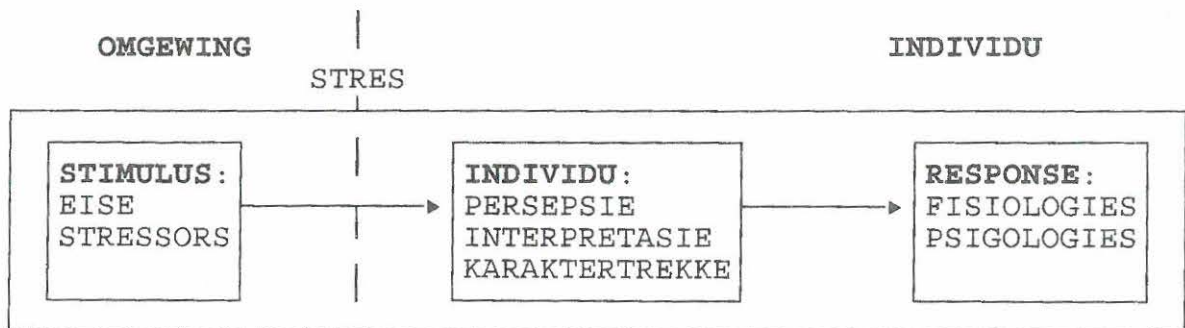 OMGEWING
INDIVIDU
STRES
STIMULUS:
EISE
STRESSORS
INDIVIDU:
PERSEPSIE
INTERPRETASIE
KARAKTERTREKKE
RESPONSE:
FISIOLOGIES
PSIGOLOGIES